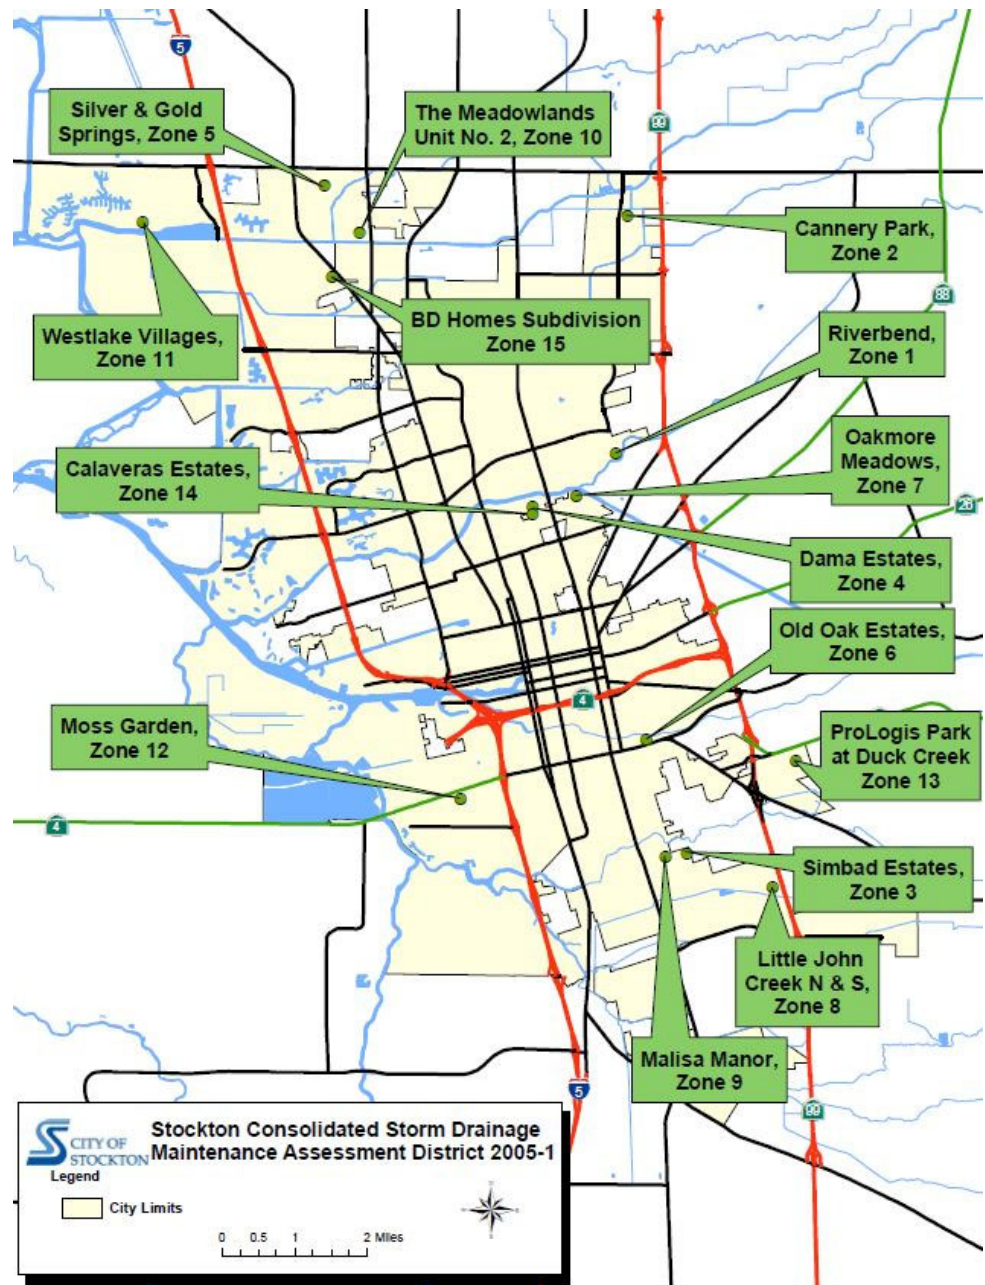 5
Silver & Gold
Springs, Zone 5
The Meadowlands
Unit No. 2, Zone 10
99
Cannery Park,
Zone 2
88
Westlake Villages,
Zone 11
BD Homes Subdivision
Zone 15
Riverbend,
Zone 1
Calaveras Estates,
Zone 14
Oakmore
Meadows,
Zone 7
26
Dama Estates,
Zone 4
Old Oak Estates,
Zone 6
4
Moss Garden,
Zone 12
ProLogis Park
at Duck Creek
Zone 13
4
Simbad Estates,
Zone 3
Little John
Creek N & S,
Zone 8
Malisa Manor,
Zone 9
5
99
CITY OF
STOCKTON
Stockton Consolidated Storm Drainage
Maintenance Assessment District 2005-1
Legend
City Limits
0 0.5 1 2 Miles